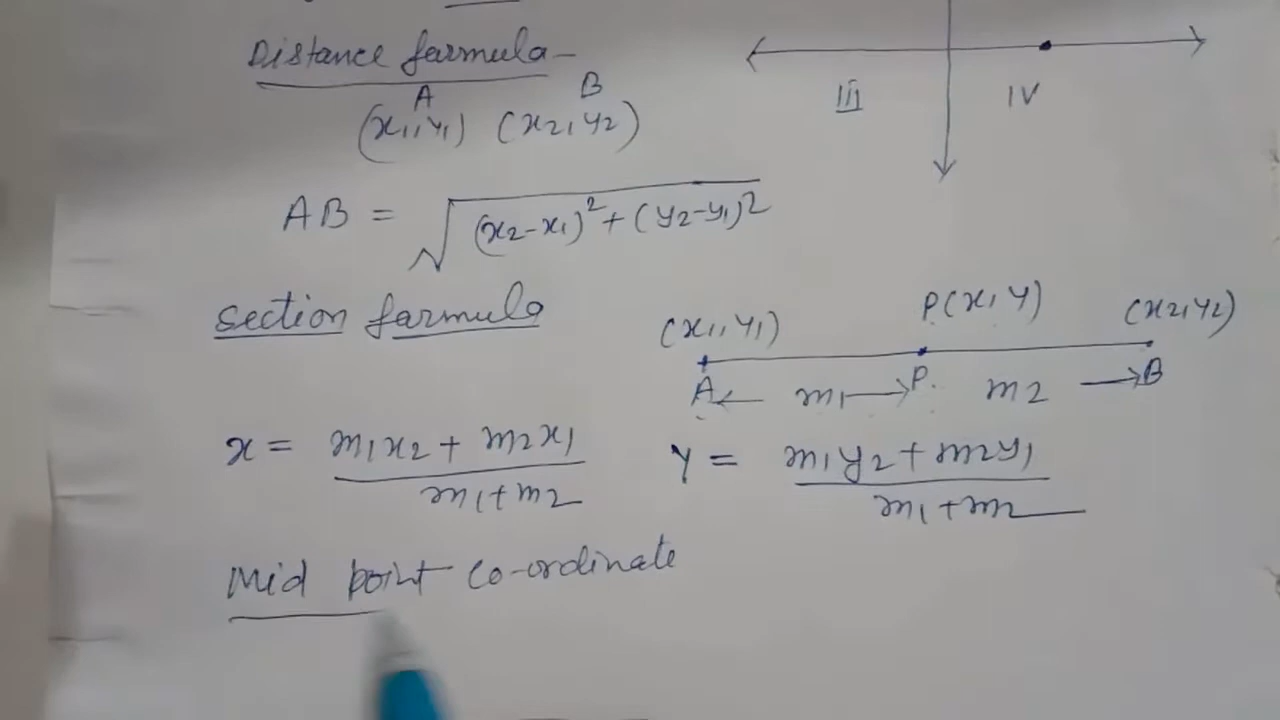 Distance farmula-
III IV
A B
(x1, y1) (x2, y2)
AB = √(x2-x1)²+(y2-y1)2
section farmula
(x1, y1) P(x, y) (x2, y2)
A← m1→ P. m2 →B
x = m1x2 + m2x1 / m1+m2
y = m1y2+m2y1 / m1+m2
Mid point co-ordinate